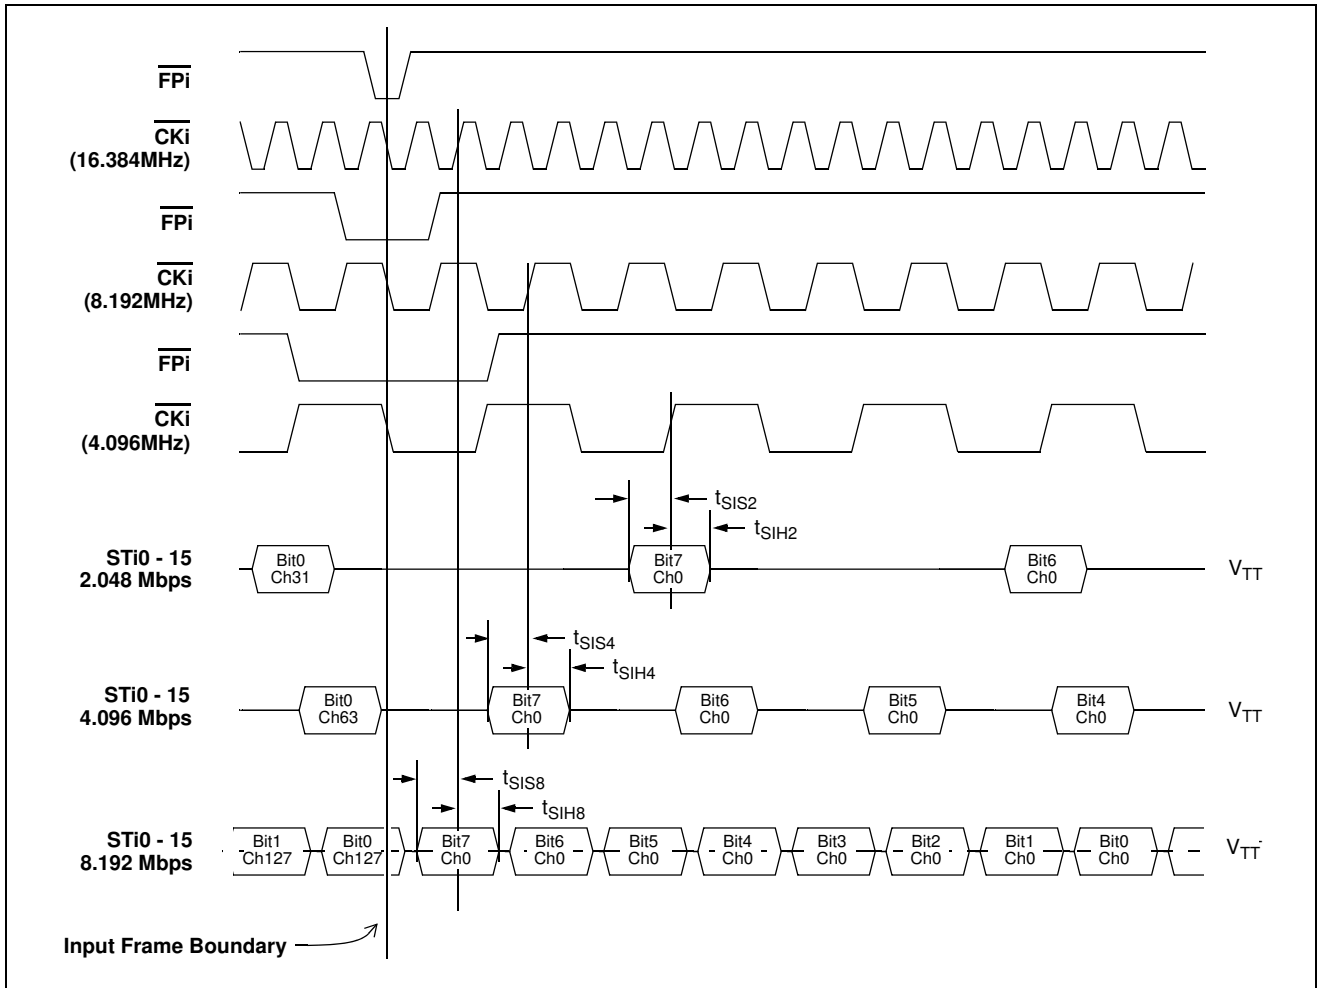 FPi
CKi
(16.384MHz)
FPi
CKi
(8.192MHz)
FPi
CKi
(4.096MHz)
tSIS2
tSIH2
STi0 - 15
2.048 Mbps
Bit0
Ch31
Bit7
Ch0
Bit6
Ch0
VTT
tSIS4
tSIH4
STi0 - 15
4.096 Mbps
Bit0
Ch63
Bit7
Ch0
Bit6
Ch0
Bit5
Ch0
Bit4
Ch0
VTT
tSIS8
tSIH8
STi0 - 15
8.192 Mbps
Bit1
Ch127
Bit0
Ch127
Bit7
Ch0
Bit6
Ch0
Bit5
Ch0
Bit4
Ch0
Bit3
Ch0
Bit2
Ch0
Bit1
Ch0
Bit0
Ch0
VTT
Input Frame Boundary